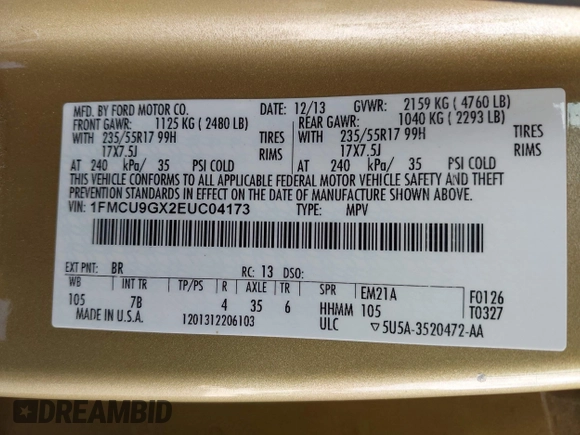 MFD. BY FORD MOTOR CO. DATE: 12/13 GVWR: 2159 KG ( 4760 LB)
FRONT GAWR: 1125 KG ( 2480 LB) REAR GAWR: 1040 KG ( 2293 LB)
WITH 235/55R17 99H TIRES WITH 235/55R17 99H TIRES
17X7.5J RIMS 17X7.5J RIMS
AT 240 kPa/ 35 PSI COLD AT 240 kPa/ 35 PSI COLD
THIS VEHICLE CONFORMS TO ALL APPLICABLE FEDERAL MOTOR VEHICLE SAFETY AND THEFT
PREVENTION STANDARDS IN EFFECT ON THE DATE OF MANUFACTURE SHOWN ABOVE.
VIN: 1FMCU9GX2EUC04173 TYPE: MPV
EXT PNT: BR RC: 13 DSO:
WB INT TR TP/PS R AXLE TR SPR EM21A F0126
105 7B 4 35 6 HHMM 105 T0327
MADE IN U.S.A. 1201312206103 ULC ▽5U5A-3520472-AA
DREAMBID